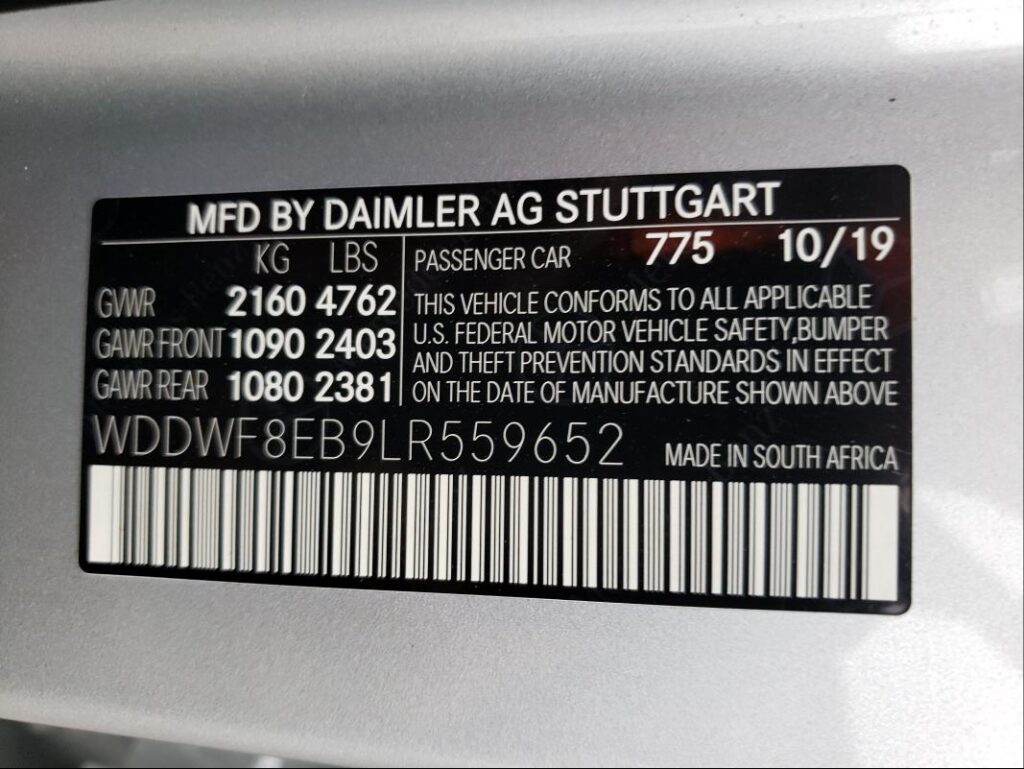 MFD BY DAIMLER AG STUTTGART
KG LBS
GVWR 2160 4762
GAWR FRONT 1090 2403
GAWR REAR 1080 2381
PASSENGER CAR 775 10/19
THIS VEHICLE CONFORMS TO ALL APPLICABLE
U.S. FEDERAL MOTOR VEHICLE SAFETY,BUMPER
AND THEFT PREVENTION STANDARDS IN EFFECT
ON THE DATE OF MANUFACTURE SHOWN ABOVE
WDDWF8EB9LR559652 MADE IN SOUTH AFRICA